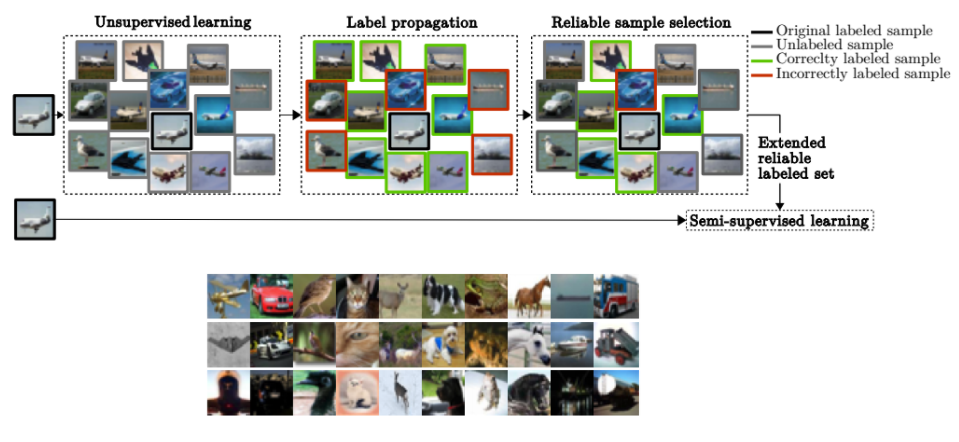 Unsupervised learning
Label propagation
Reliable sample selection
Original labeled sample
Unlabeled sample
Correclty labeled sample
Incorrectly labeled sample
Extended
reliable
labeled set
Semi-supervised learning